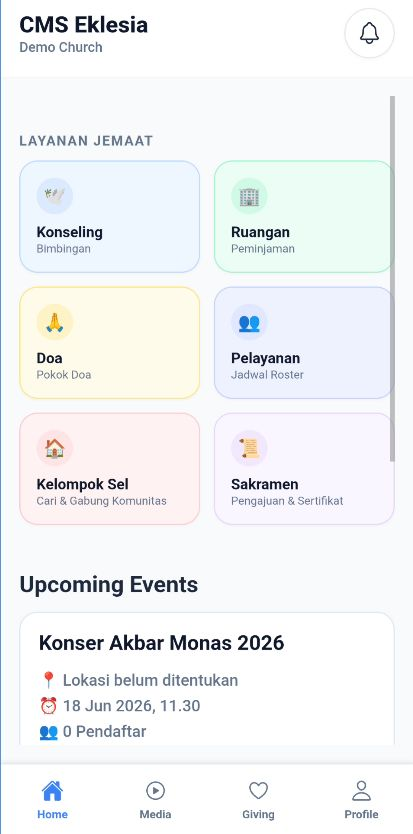 CMS Eklesia
Demo Church
LAYANAN JEMAAT
Konseling
Bimbingan
Ruangan
Peminjaman
Doa
Pokok Doa
Pelayanan
Jadwal Roster
Kelompok Sel
Cari & Gabung Komunitas
Sakramen
Pengajuan & Sertifikat
Upcoming Events
Konser Akbar Monas 2026
📍 Lokasi belum ditentukan
⏰ 18 Jun 2026, 11.30
👥 0 Pendaftar
Home
Media
Giving
Profile